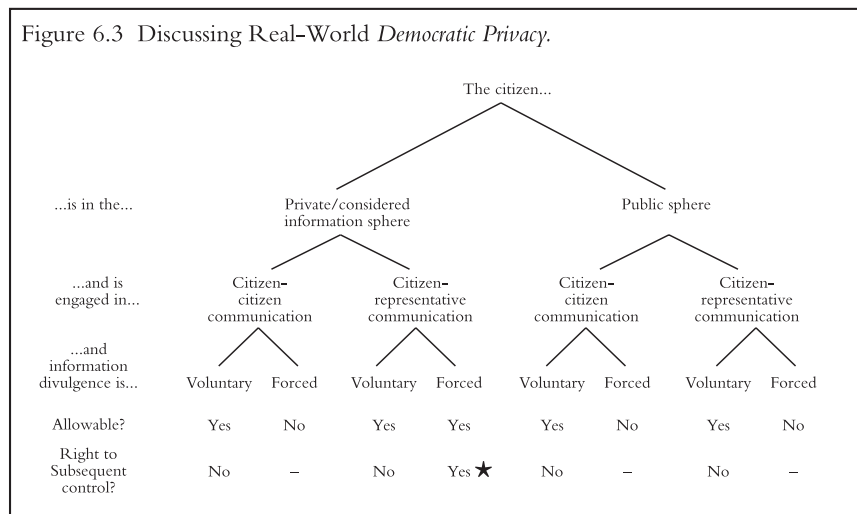 Figure 6.3 Discussing Real-World Democratic Privacy.
The citizen...
...is in the...
Private/considered
information sphere
Public sphere
...and is
engaged in...
Citizen-
citizen
communication
Citizen-
representative
communication
Citizen-
citizen
communication
Citizen-
representative
communication
...and
information
divulgence is...
Voluntary Forced Voluntary Forced Voluntary Forced Voluntary Forced
Allowable? Yes No Yes Yes Yes No Yes No
Right to
Subsequent
control?
No – No Yes ★ No – No –